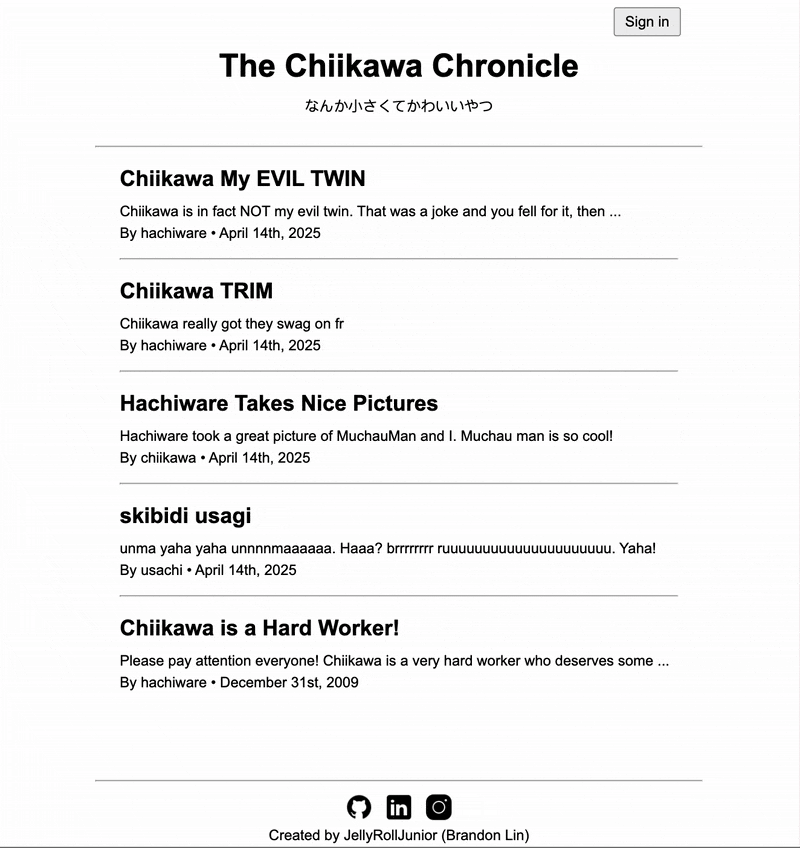 Sign in
The Chiikawa Chronicle
なんか小さくてかわいいやつ
Chiikawa My EVIL TWIN
Chiikawa is in fact NOT my evil twin. That was a joke and you fell for it, then ...
By hachiware • April 14th, 2025
Chiikawa TRIM
Chiikawa really got they swag on fr
By hachiware • April 14th, 2025
Hachiware Takes Nice Pictures
Hachiware took a great picture of MuchauMan and I. Muchau man is so cool!
By chiikawa • April 14th, 2025
skibidi usagi
unma yaha yaha unnnnmaaaaaa. Haaa? brrrrrrrr ruuuuuuuuuuuuuuuuuuuuu. Yaha!
By usachi • April 14th, 2025
Chiikawa is a Hard Worker!
Please pay attention everyone! Chiikawa is a very hard worker who deserves some ...
By hachiware • December 31st, 2009
in
Created by JellyRollJunior (Brandon Lin)